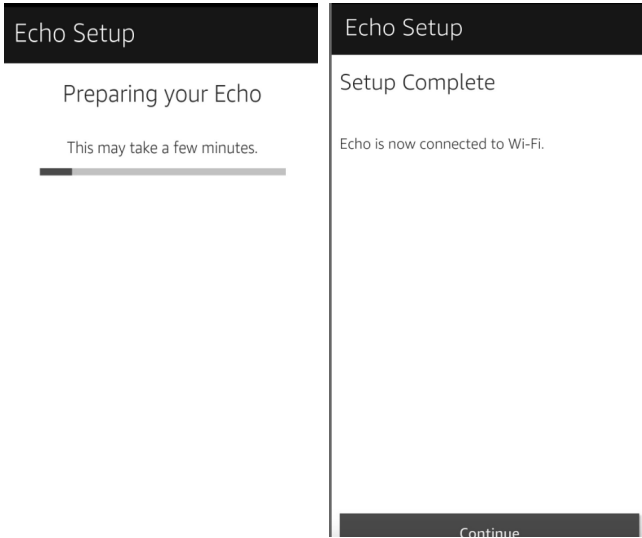 Echo Setup
Preparing your Echo
This may take a few minutes.
Echo Setup
Setup Complete
Echo is now connected to Wi-Fi.
Continue